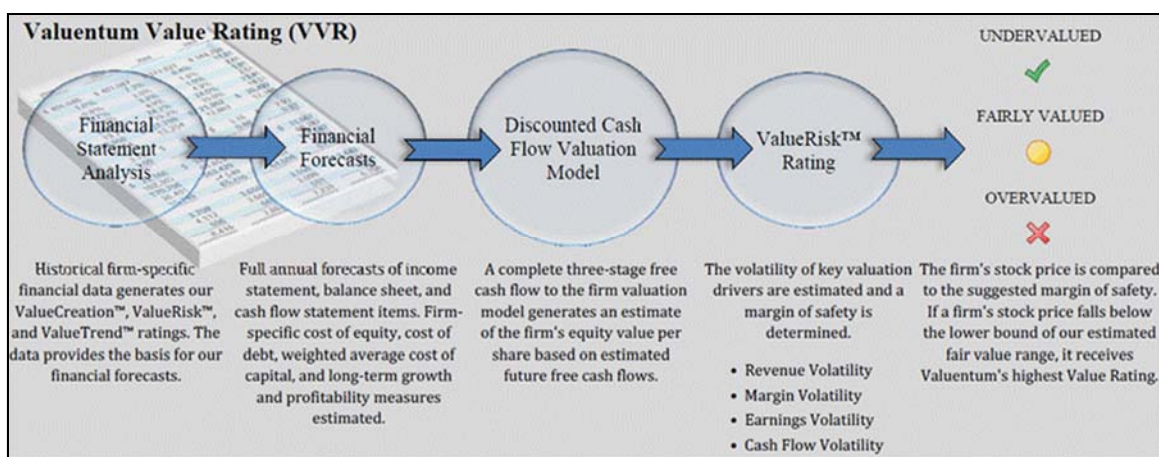 Valuentum Value Rating (VVR)
Financial
Statement
Analysis
Financial
Forecasts
Discounted Cash
Flow Valuation
Model
ValueRisk™
Rating
UNDERVALUED
FAIRLY VALUED
OVERVALUED
Historical firm-specific
financial data generates our
ValueCreation™, ValueRisk™,
and ValueTrend™ ratings. The
data provides the basis for our
financial forecasts.
Full annual forecasts of income
statement, balance sheet, and
cash flow statement items. Firm-
specific cost of equity, cost of
debt, weighted average cost of
capital, and long-term growth
and profitability measures
estimated.
A complete three-stage free
cash flow to the firm valuation
model generates an estimate
of the firm's equity value per
share based on estimated
future free cash flows.
The volatility of key valuation
drivers are estimated and a
margin of safety is
determined.
• Revenue Volatility
• Margin Volatility
• Earnings Volatility
• Cash Flow Volatility
The firm's stock price is compared
to the suggested margin of safety.
If a firm's stock price falls below
the lower bound of our estimated
fair value range, it receives
Valuentum's highest Value Rating.